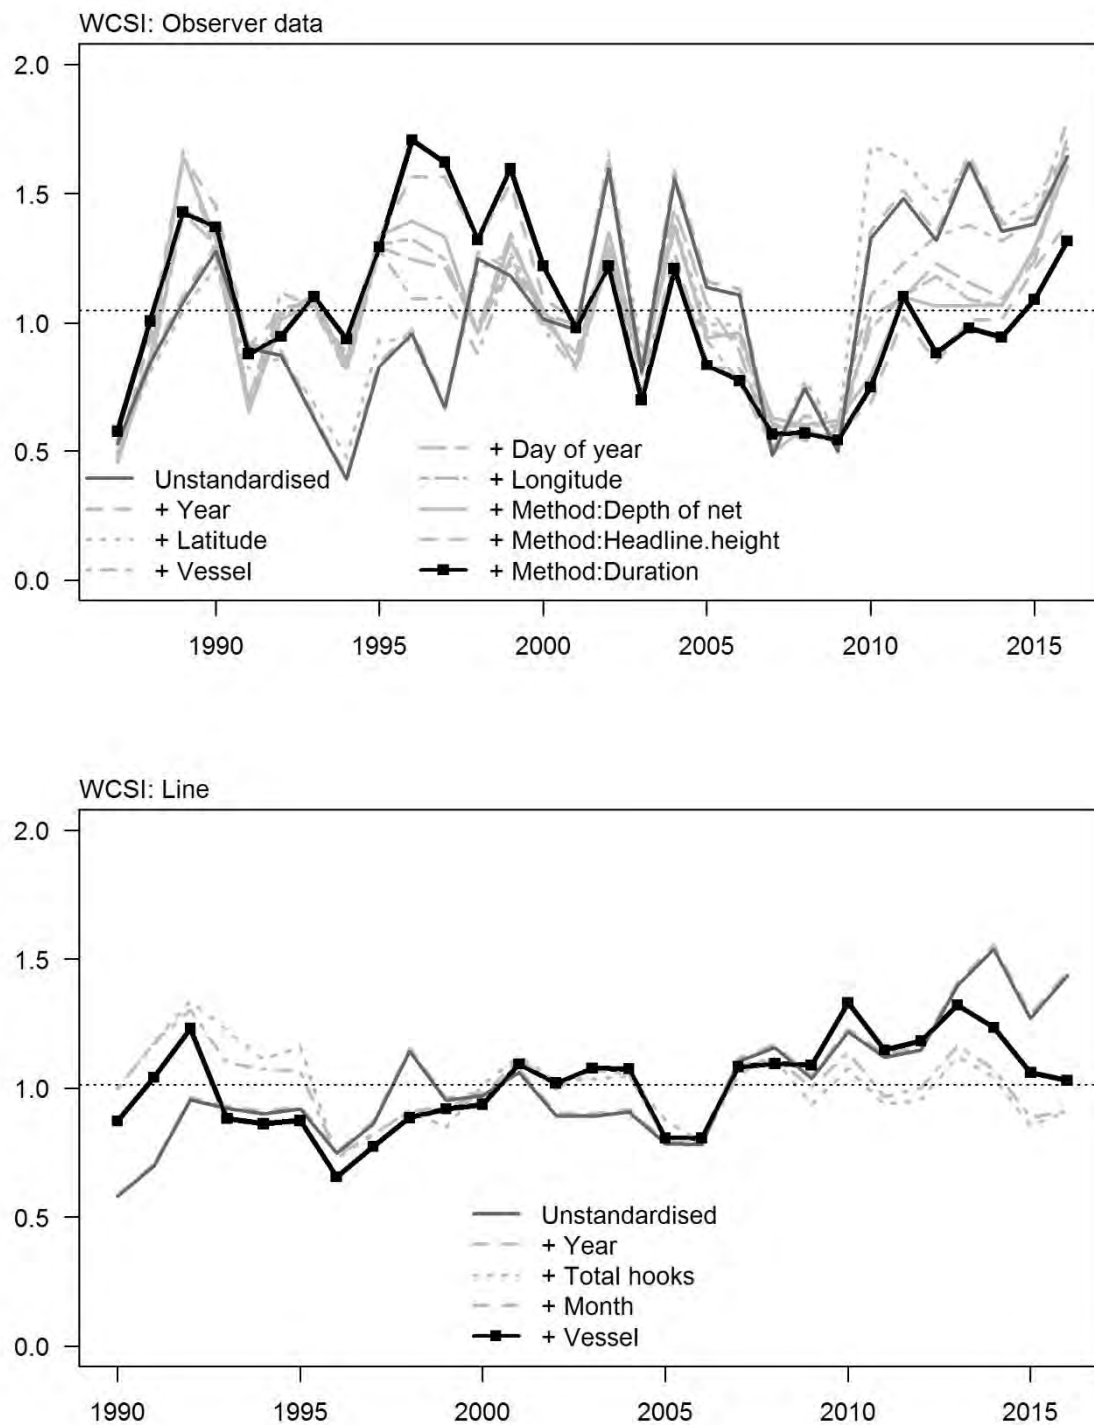 WCSI: Observer data
2.0
1.5
1.0
0.5
0.0
Unstandardised
+ Year
+ Latitude
+ Vessel
+ Day of year
+ Longitude
+ Method:Depth of net
+ Method:Headline.height
+ Method:Duration
1990 1995 2000 2005 2010 2015
WCSI: Line
2.0
1.5
1.0
0.5
0.0
Unstandardised
+ Year
+ Total hooks
+ Month
+ Vessel
1990 1995 2000 2005 2010 2015